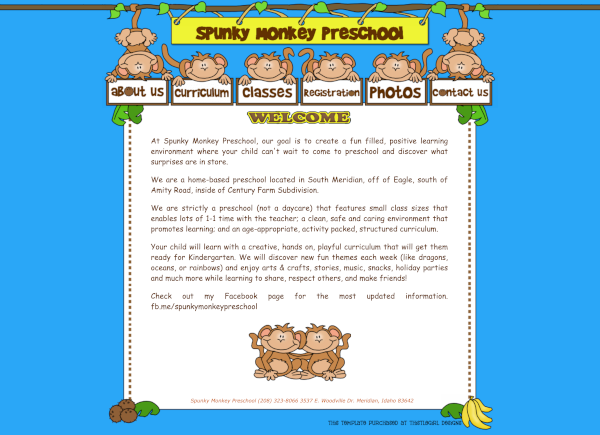 Spunky Monkey Preschool
about us
Curriculum
Classes
Registration
Photos
Contact us
WELCOME
At Spunky Monkey Preschool, our goal is to create a fun filled, positive learning
environment where your child can't wait to come to preschool and discover what
surprises are in store.
We are a home-based preschool located in South Meridian, off of Eagle, south of
Amity Road, inside of Century Farm Subdivision.
We are strictly a preschool (not a daycare) that features small class sizes that
enables lots of 1-1 time with the teacher; a clean, safe and caring environment that
promotes learning; and an age-appropriate, activity packed, structured curriculum.
Your child will learn with a creative, hands on, playful curriculum that will get them
ready for Kindergarten. We will discover new fun themes each week (like dragons,
oceans, or rainbows) and enjoy arts & crafts, stories, music, snacks, holiday parties
and much more while learning to share, respect others, and make friends!
Check out my Facebook page for the most updated information.
fb.me/spunkymonkeypreschool
Spunky Monkey Preschool (208) 323-8066 3537 E. Woodville Dr. Meridian, Idaho 83642
This Template Purchased at ThistleGirl Designs